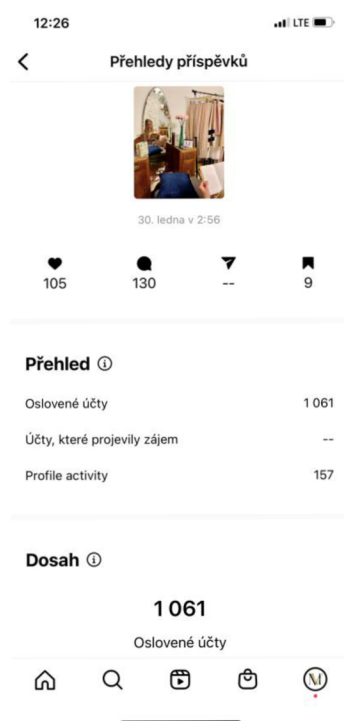 12:26
LTE
Přehledy příspěvků
30. ledna v 2:56
105 130 -- 9
Přehled
Oslovené účty 1 061
Účty, které projevily zájem --
Profile activity 157
Dosah
1 061
Oslovené účty
M